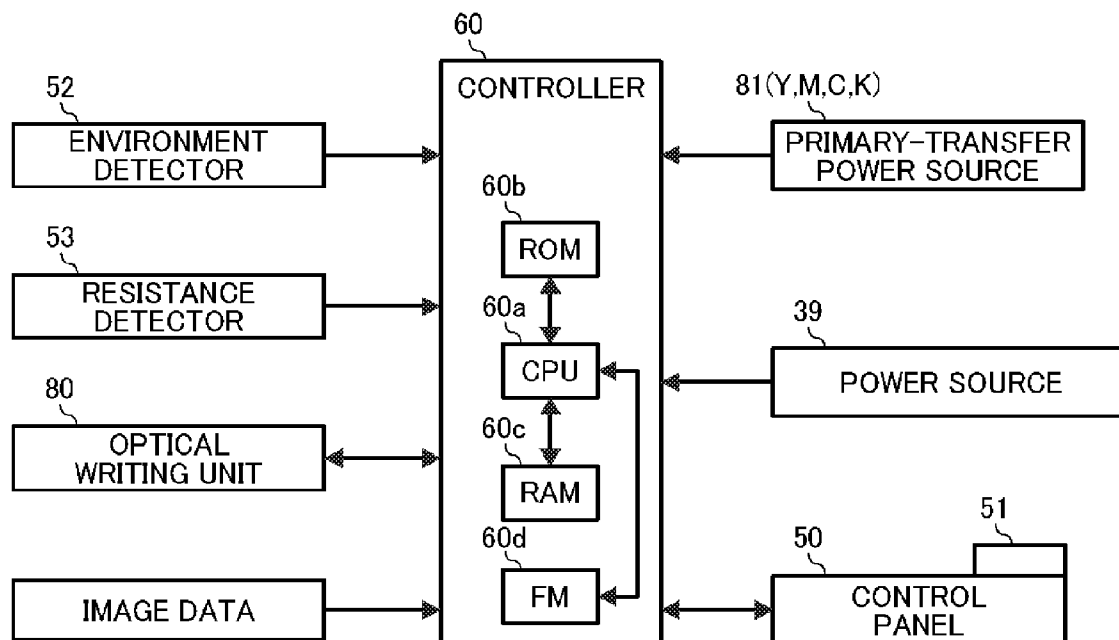 60
CONTROLLER
52
ENVIRONMENT
DETECTOR
53
RESISTANCE
DETECTOR
80
OPTICAL
WRITING UNIT
IMAGE DATA
60b
ROM
60a
CPU
60c
RAM
60d
FM
81(Y,M,C,K)
PRIMARY-TRANSFER
POWER SOURCE
39
POWER SOURCE
51
50
CONTROL
PANEL